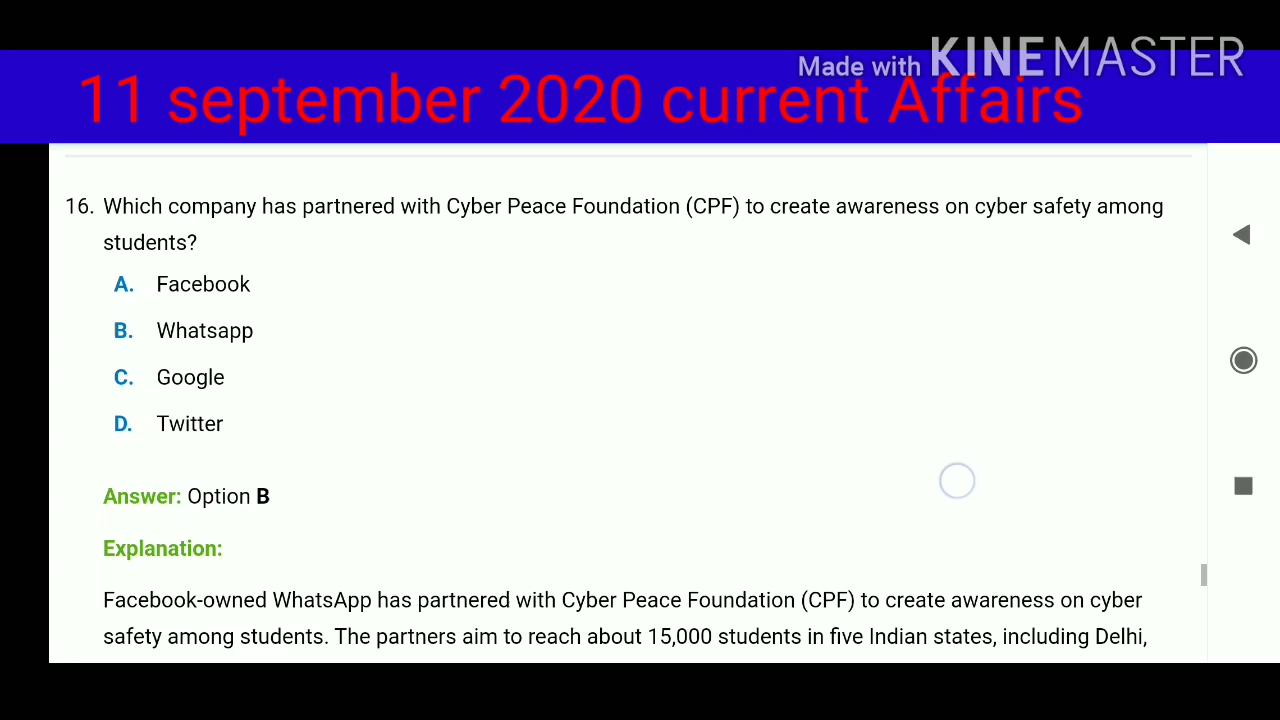 Made with KINEMASTER
11 september 2020 current Affairs
16. Which company has partnered with Cyber Peace Foundation (CPF) to create awareness on cyber safety among
students?
A. Facebook
B. Whatsapp
C. Google
D. Twitter
Answer: Option B
Explanation:
Facebook-owned WhatsApp has partnered with Cyber Peace Foundation (CPF) to create awareness on cyber
safety among students. The partners aim to reach about 15,000 students in five Indian states, including Delhi,